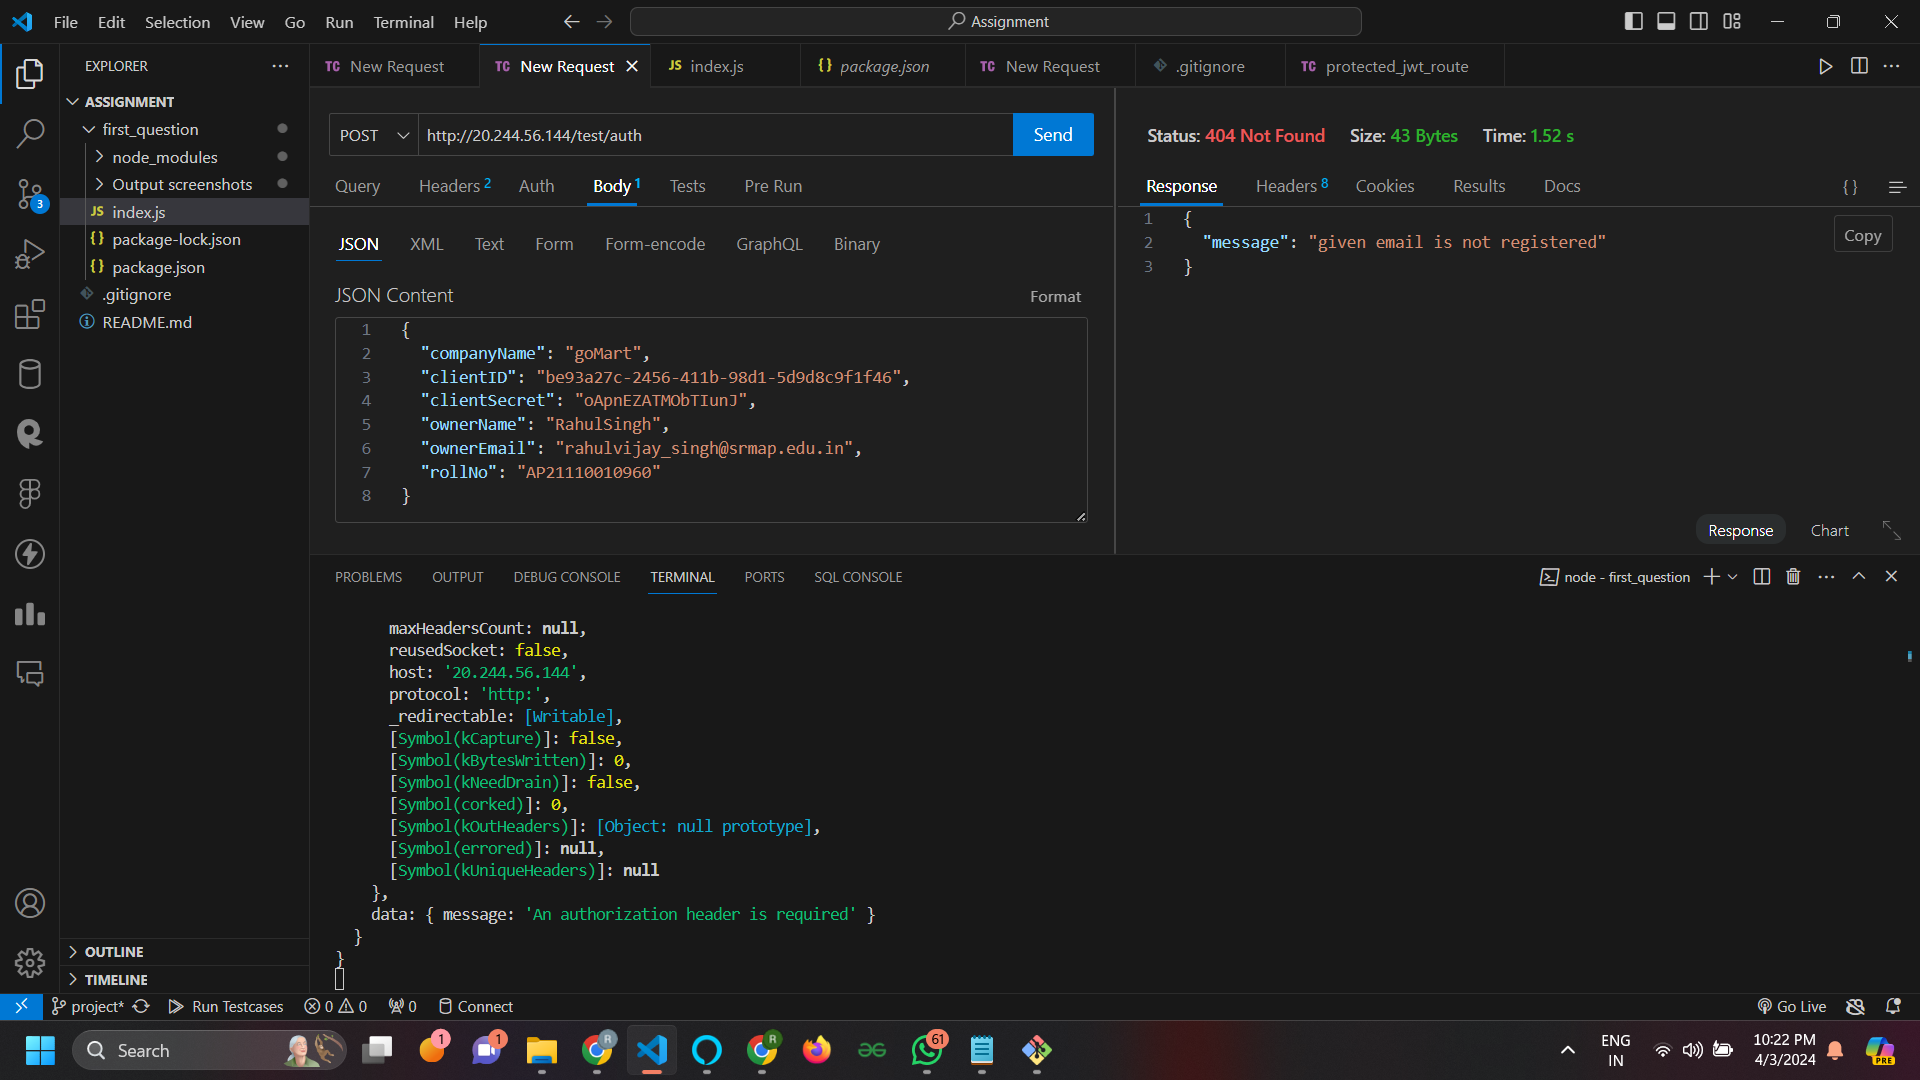 File Edit Selection View Go Run Terminal Help
Assignment
EXPLORER
ASSIGNMENT
first_question
node_modules
Output screenshots
JS index.js
{} package-lock.json
{} package.json
.gitignore
README.md
OUTLINE
TIMELINE
3
TC New Request
TC New Request
JS index.js
{} package.json
TC New Request
.gitignore
TC protected_jwt_route
POST http://20.244.56.144/test/auth Send
Query Headers 2 Auth Body 1 Tests Pre Run
JSON XML Text Form Form-encode GraphQL Binary
JSON Content Format
1 {
2 "companyName": "goMart",
3 "clientID": "be93a27c-2456-411b-98d1-5d9d8c9f1f46",
4 "clientSecret": "oApnEZATMObTIunJ",
5 "ownerName": "RahulSingh",
6 "ownerEmail": "rahulvijay_singh@srmap.edu.in",
7 "rollNo": "AP21110010960"
8 }
Status: 404 Not Found Size: 43 Bytes Time: 1.52 s
Response Headers 8 Cookies Results Docs {}
1 {
2 "message": "given email is not registered"
3 }
Copy
Response Chart
PROBLEMS OUTPUT DEBUG CONSOLE TERMINAL PORTS SQL CONSOLE
node - first_question
maxHeadersCount: null,
reusedSocket: false,
host: '20.244.56.144',
protocol: 'http:',
_redirectable: [Writable],
[Symbol(kCapture)]: false,
[Symbol(kBytesWritten)]: 0,
[Symbol(kNeedDrain)]: false,
[Symbol(corked)]: 0,
[Symbol(kOutHeaders)]: [Object: null prototype],
[Symbol(errored)]: null,
[Symbol(kUniqueHeaders)]: null
},
data: { message: 'An authorization header is required' }
}
}
project* Run Testcases 0 0 0 Connect Go Live
Search
1
1
R
R
61
ENG
IN
10:22 PM
4/3/2024
PRE